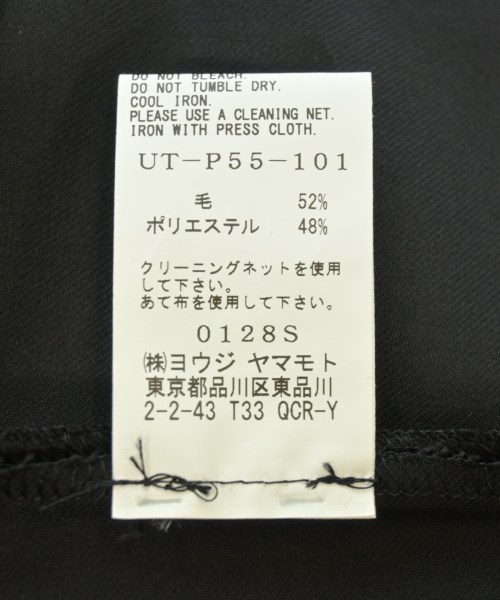 DO NOT BLEACH.
DO NOT TUMBLE DRY.
COOL IRON.
PLEASE USE A CLEANING NET.
IRON WITH PRESS CLOTH.
UT-P55-101
毛 52%
ポリエステル 48%
クリーニングネットを使用
して下さい。
あて布を使用して下さい。
0128S
㈱ヨウジ ヤマモト
東京都品川区東品川
2-2-43 T33 QCR-Y